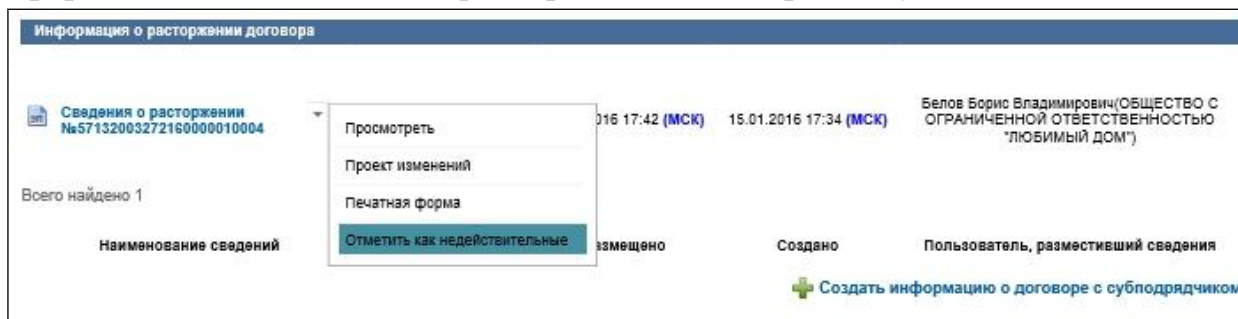 Информация о расторжении договора
Сведения о расторжении
№57132003272160000010004
Просмотреть
Проект изменений
Печатная форма
Отметить как недействительные
016 17:42 (МСК)
15.01.2016 17:34 (МСК)
Белов Борис Владимирович(ОБЩЕСТВО С
ОГРАНИЧЕННОЙ ОТВЕТСТВЕННОСТЬЮ
"ЛЮБИМЫЙ ДОМ")
Всего найдено 1
Наименование сведений
азмещено
Создано
Пользователь, разместивший сведения
Создать информацию о договоре с субподрядчиком